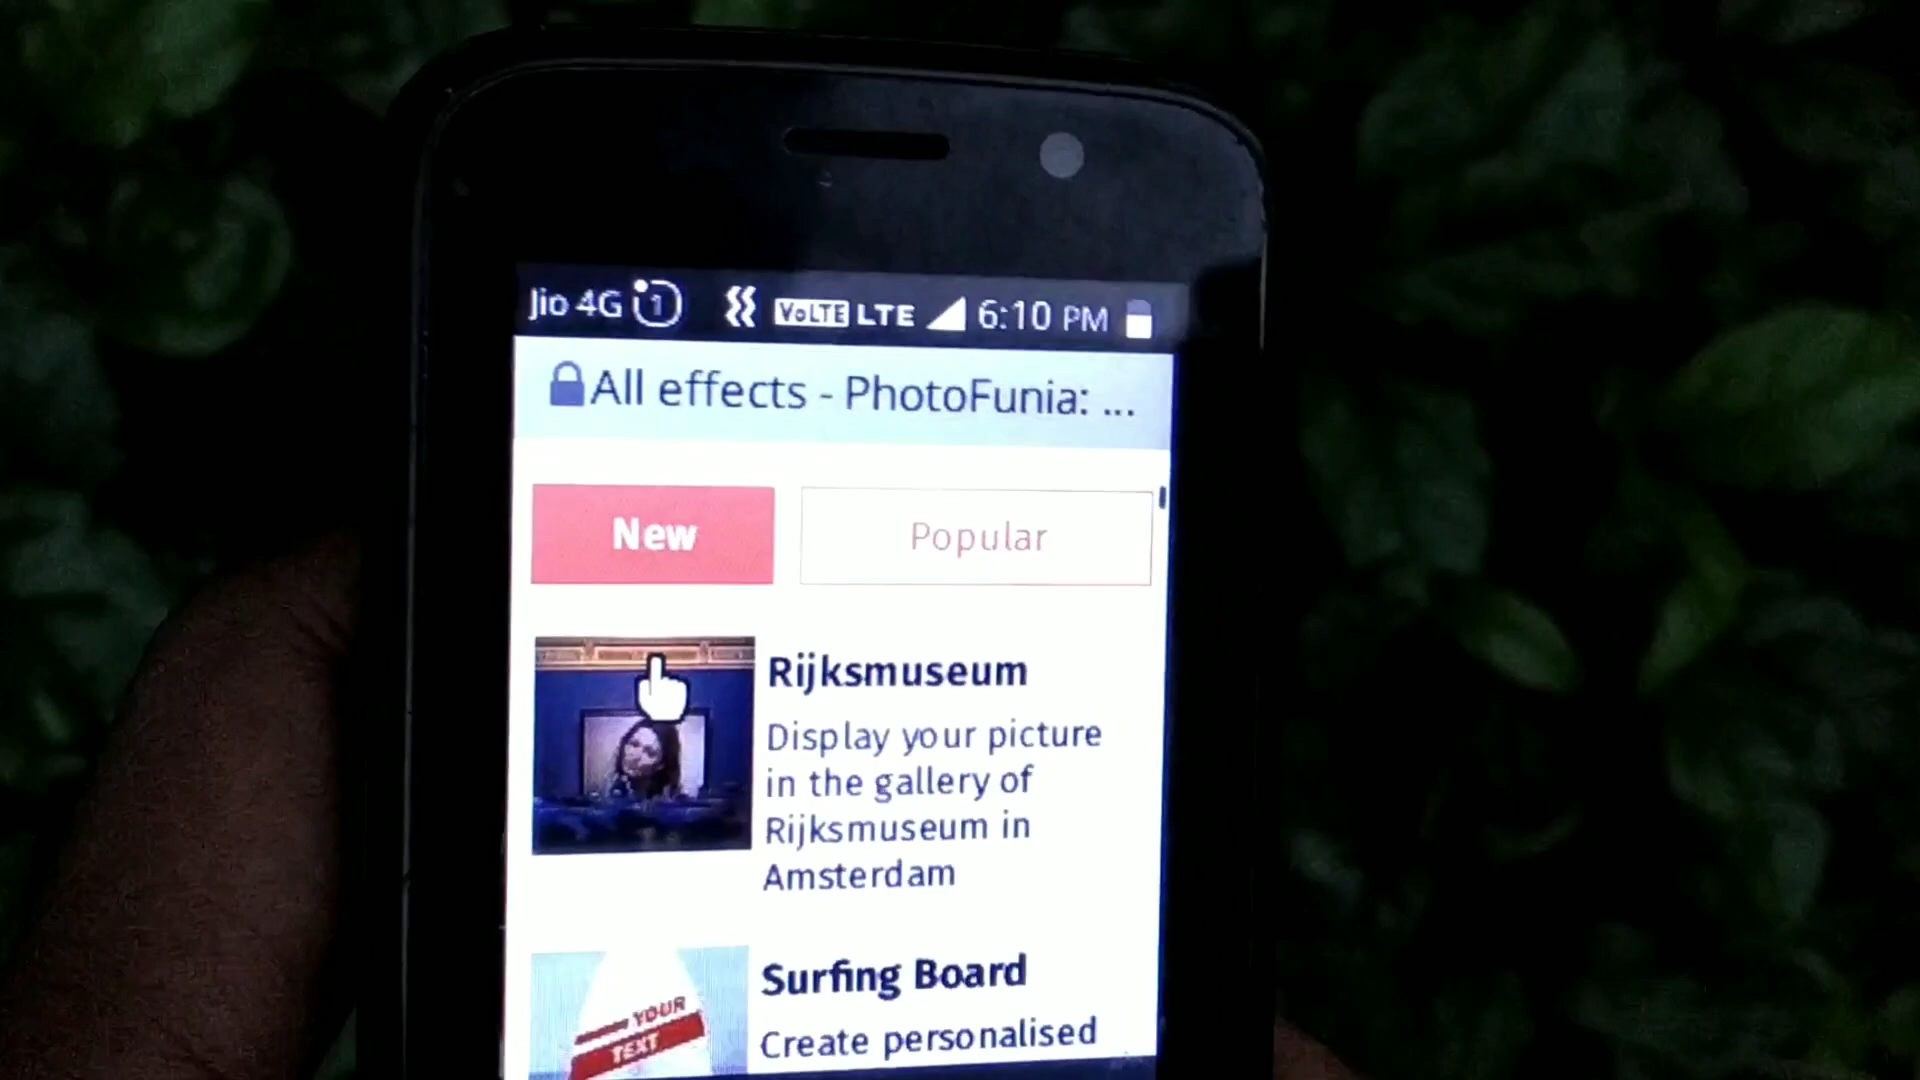 Jio 4G 1 VoLTE LTE 6:10 PM
All effects - PhotoFunia: ...
New Popular
Rijksmuseum
Display your picture
in the gallery of
Rijksmuseum in
Amsterdam
Surfing Board
Create personalised
YOUR
TEXT